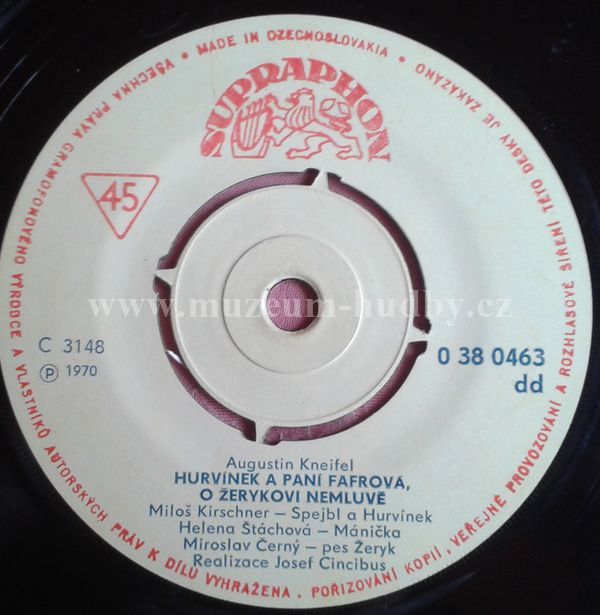 VŠECHNA PRÁVA GRAMOFONOVÉHO VÝROBCE A VLASTNÍKŮ AUTORSKÝCH PRÁV K DÍLU VYHRAŽENA. POŘIZOVÁNÍ KOPIÍ, VEŘEJNÉ PROVOZOVÁNÍ A ROZHLASOVÉ ŠÍŘENÍ TÉTO DESKY JE ZAKÁZÁNO
• MADE IN CZECHOSLOVAKIA •
SUPRAPHON
45
www.muzeum-hudby.cz
C 3148
Ⓟ 1970
0 38 0463
dd
Augustin Kneifel
HURVÍNEK A PANÍ FAFROVÁ,
O ŽERYKOVI NEMLUVĚ
Miloš Kirschner – Spejbl a Hurvínek
Helena Štáchová – Mánička
Miroslav Černý – pes Žeryk
Realizace Josef Cincibus